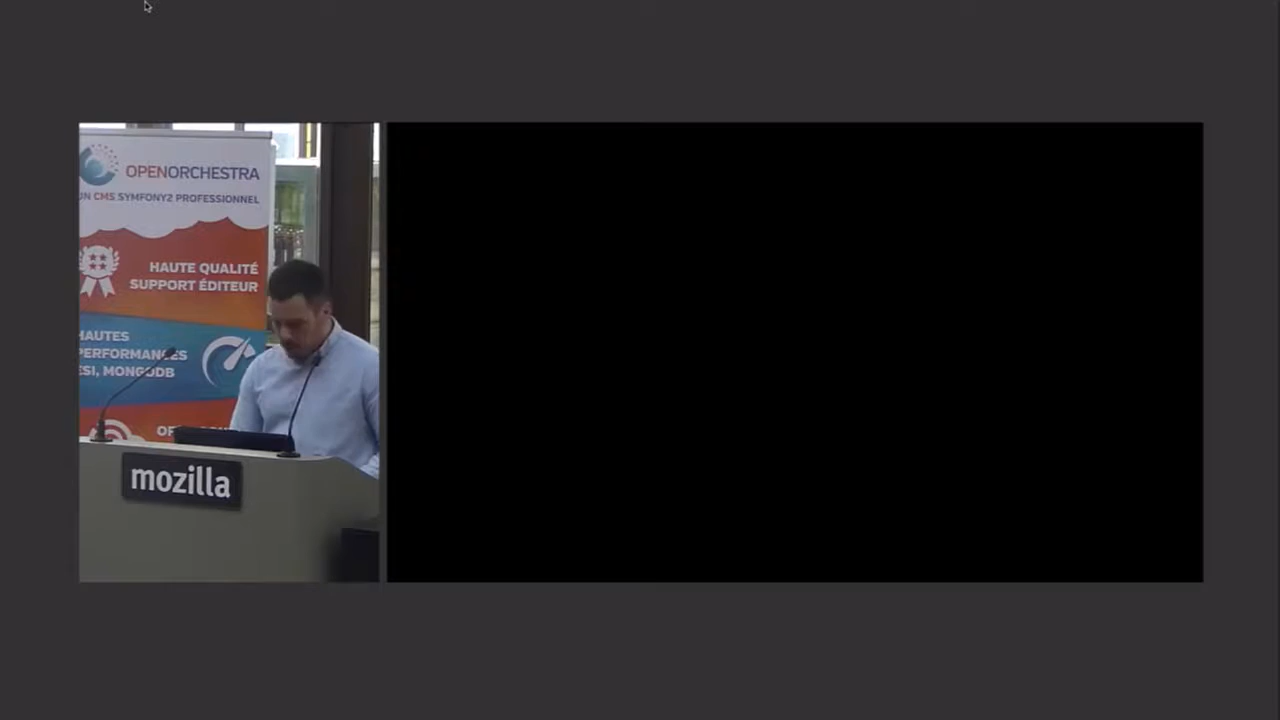 OPENORCHESTRA
UN CMS SYMFONY2 PROFESSIONNEL
HAUTE QUALITÉ
SUPPORT ÉDITEUR
HAUTES
PERFORMANCES
ESI, MONGODB
mozilla